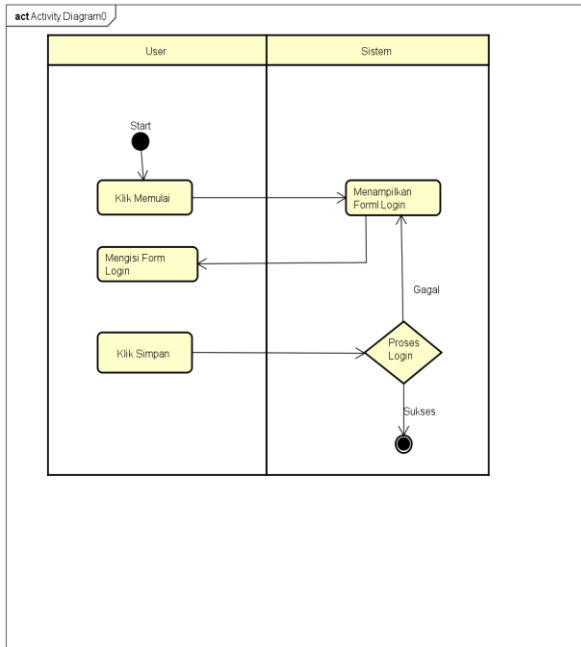 act Activity Diagram0
User
Sistem
Start
Klik Memulai
Menampilkan
Forml Login
Mengisi Form
Login
Gagal
Klik Simpan
Proses
Login
Sukses